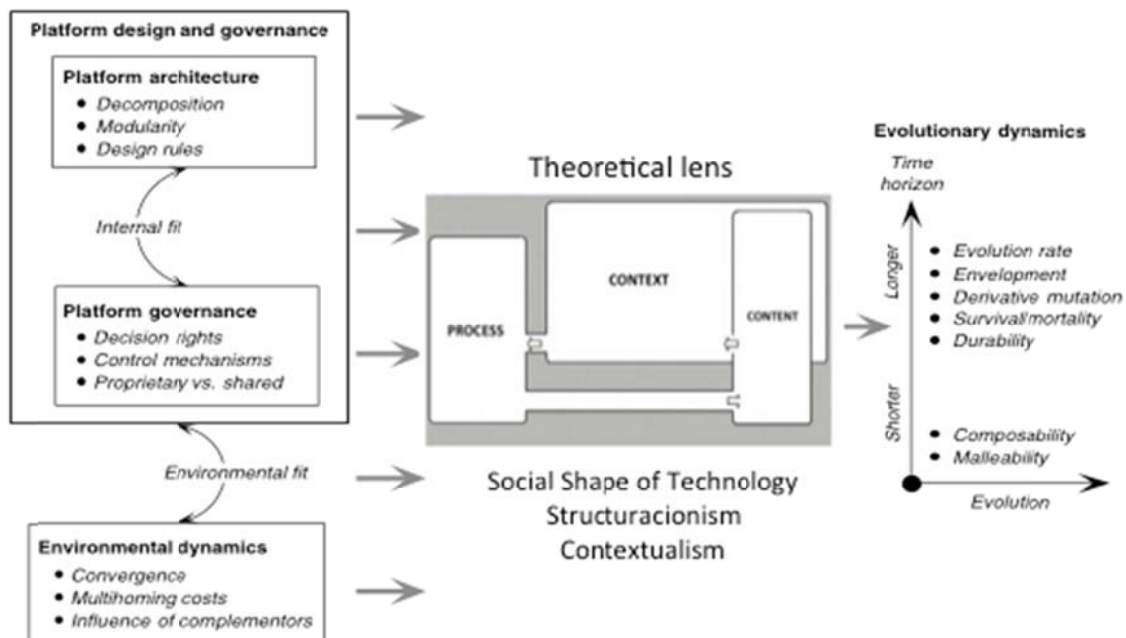 Platform design and governance
Platform architecture
• Decomposition
• Modularity
• Design rules
Internal fit
Platform governance
• Decision rights
• Control mechanisms
• Proprietary vs. shared
Environmental fit
Environmental dynamics
• Convergence
• Multihoming costs
• Influence of complementors
Theoretical lens
PROCESS
CONTEXT
CONTENT
Social Shape of Technology
Structuracionism
Contextualism
Evolutionary dynamics
Time
horizon
Longer
• Evolution rate
• Envelopment
• Derivative mutation
• Survival/mortality
• Durability
Shorter
• Composability
• Malleability
Evolution